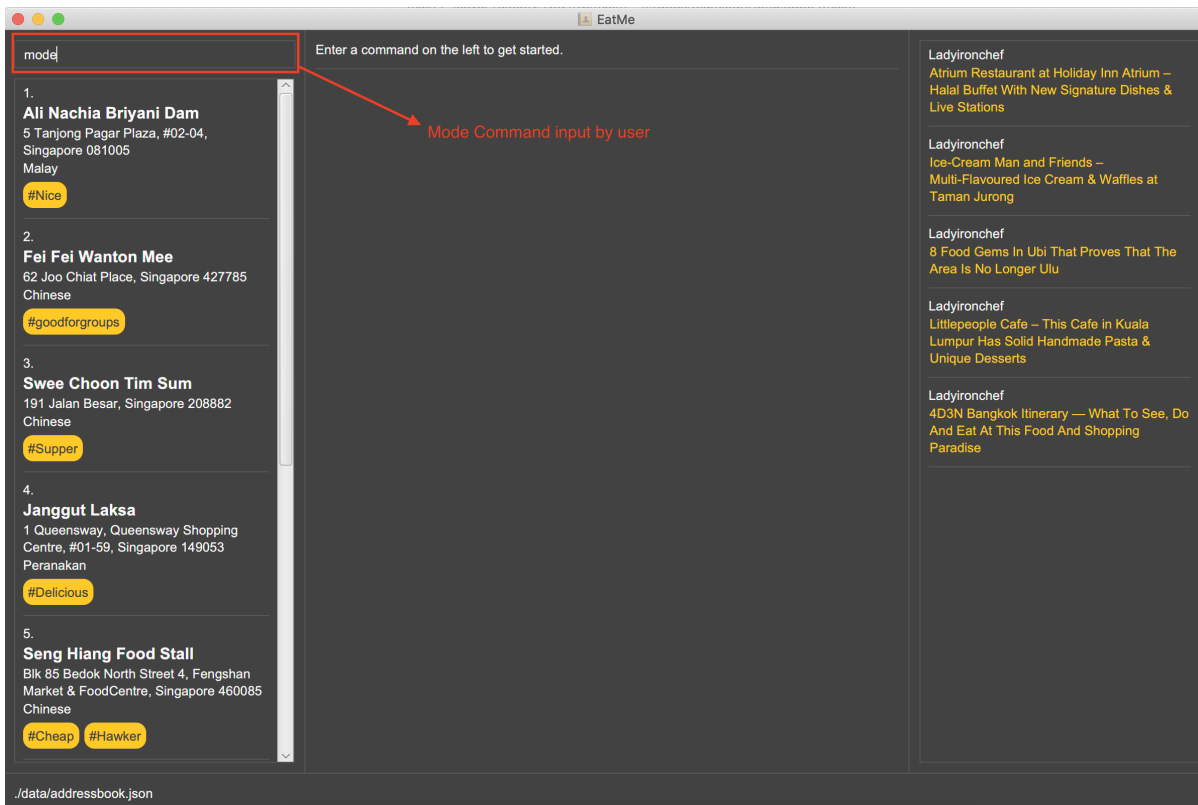 EatMe
mode
Enter a command on the left to get started.
Mode Command input by user
1.
Ali Nachia Briyani Dam
5 Tanjong Pagar Plaza, #02-04,
Singapore 081005
Malay
#Nice
2.
Fei Fei Wanton Mee
62 Joo Chiat Place, Singapore 427785
Chinese
#goodforgroups
3.
Swee Choon Tim Sum
191 Jalan Besar, Singapore 208882
Chinese
#Supper
4.
Janggut Laksa
1 Queensway, Queensway Shopping
Centre, #01-59, Singapore 149053
Peranakan
#Delicious
5.
Seng Hiang Food Stall
Blk 85 Bedok North Street 4, Fengshan
Market & FoodCentre, Singapore 460085
Chinese
#Cheap #Hawker
Ladyironchef
Atrium Restaurant at Holiday Inn Atrium –
Halal Buffet With New Signature Dishes &
Live Stations
Ladyironchef
Ice-Cream Man and Friends –
Multi-Flavoured Ice Cream & Waffles at
Taman Jurong
Ladyironchef
8 Food Gems In Ubi That Proves That The
Area Is No Longer Ulu
Ladyironchef
Littlepeople Cafe – This Cafe in Kuala
Lumpur Has Solid Handmade Pasta &
Unique Desserts
Ladyironchef
4D3N Bangkok Itinerary — What To See, Do
And Eat At This Food And Shopping
Paradise
./data/addressbook.json